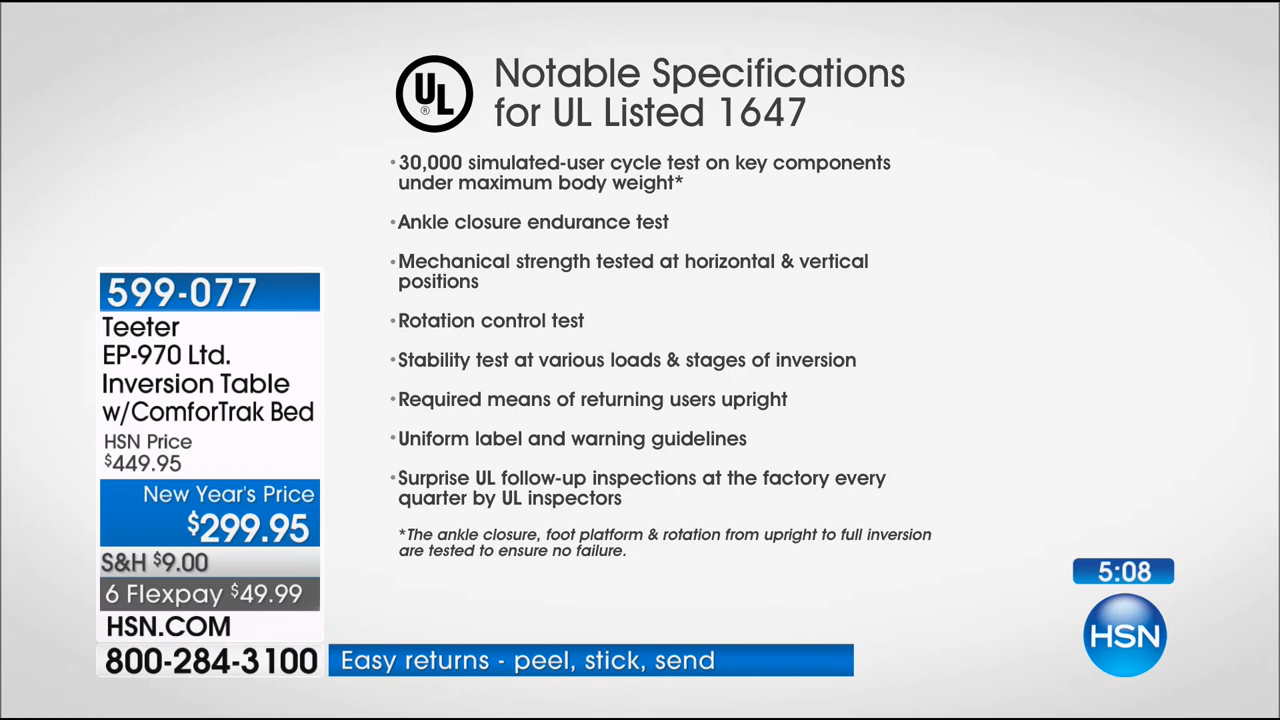 UL
®
Notable Specifications
for UL Listed 1647
•30,000 simulated-user cycle test on key components
under maximum body weight*
•Ankle closure endurance test
•Mechanical strength tested at horizontal & vertical
positions
•Rotation control test
•Stability test at various loads & stages of inversion
•Required means of returning users upright
•Uniform label and warning guidelines
•Surprise UL follow-up inspections at the factory every
quarter by UL inspectors
*The ankle closure, foot platform & rotation from upright to full inversion
are tested to ensure no failure.
599-077
Teeter
EP-970 Ltd.
Inversion Table
w/ComforTrak Bed
HSN Price
$449.95
New Year's Price
$299.95
S&H $9.00
6 Flexpay $49.99
HSN.COM
800-284-3100
Easy returns - peel, stick, send
5:08
HSN